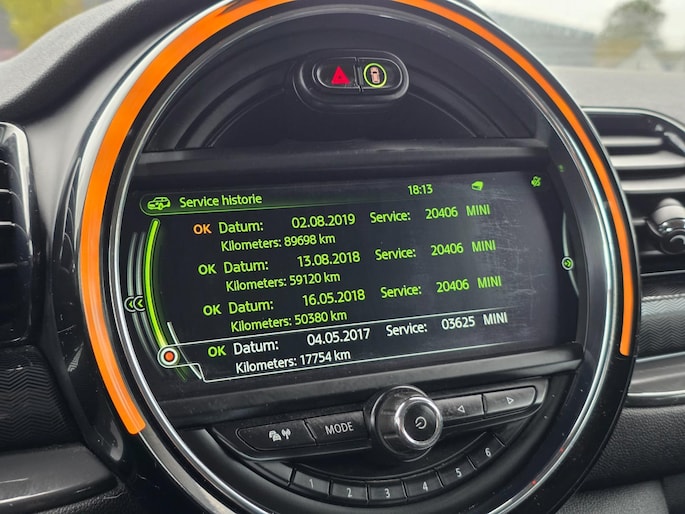 Service historie 18:13
OK Datum: 02.08.2019 Service: 20406 MINI
Kilometers: 89698 km
OK Datum: 13.08.2018 Service: 20406 MINI
Kilometers: 59120 km
OK Datum: 16.05.2018 Service: 20406 MINI
Kilometers: 50380 km
OK Datum: 04.05.2017 Service: 03625 MINI
Kilometers: 17754 km
MODE
1 2 3 4 5 6